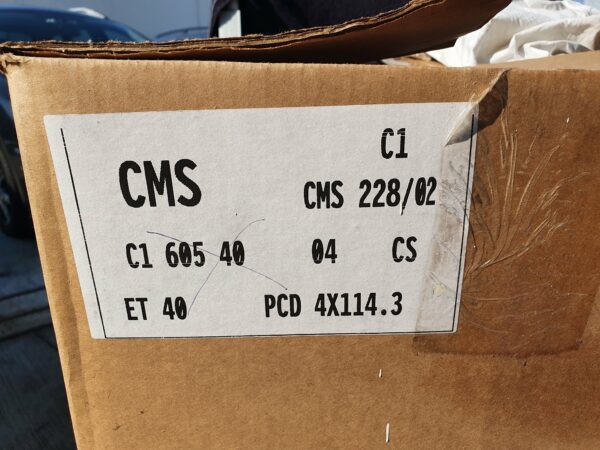 C1
CMS
CMS 228/02
C1 605 40 04 CS
ET 40 PCD 4X114.3